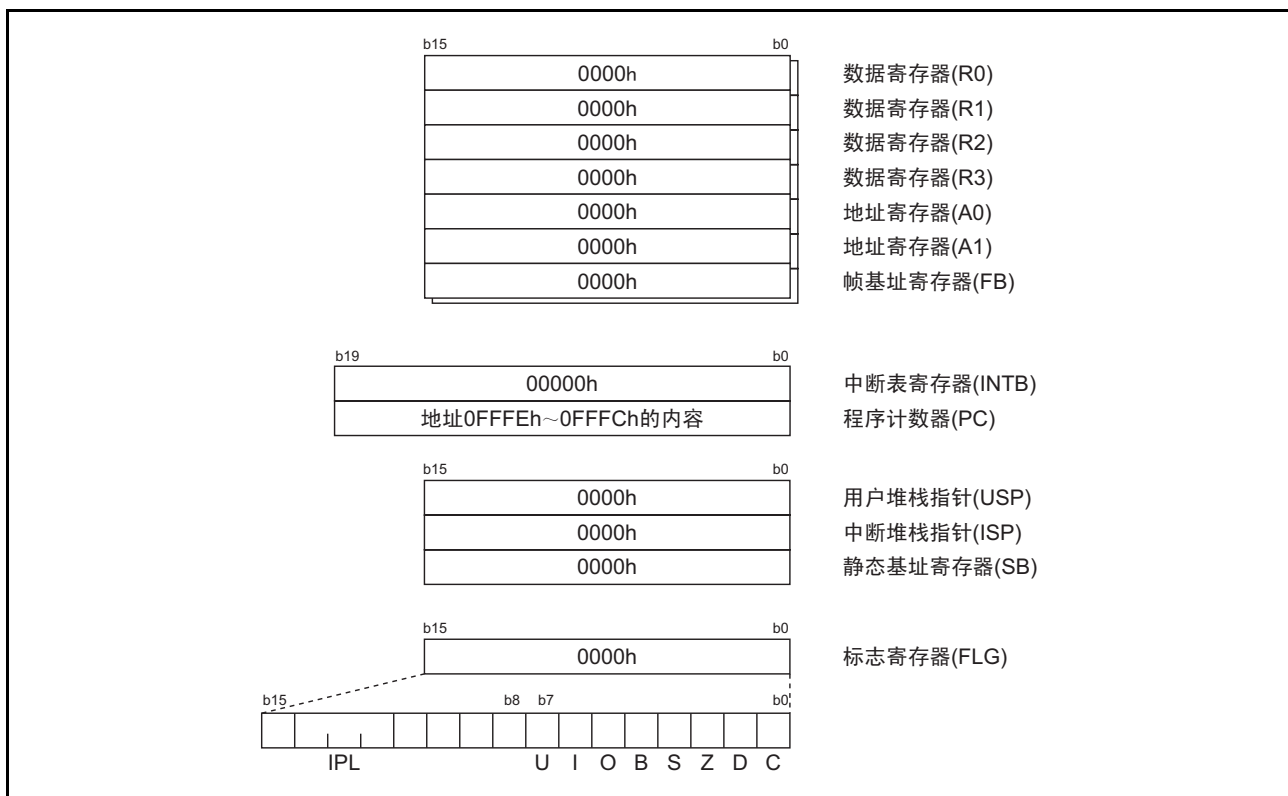 b15 b0
0000h 数据寄存器(R0)
0000h 数据寄存器(R1)
0000h 数据寄存器(R2)
0000h 数据寄存器(R3)
0000h 地址寄存器(A0)
0000h 地址寄存器(A1)
0000h 帧基址寄存器(FB)
b19 b0
00000h 中断表寄存器(INTB)
地址0FFFEh～0FFFCh的内容 程序计数器(PC)
b15 b0
0000h 用户堆栈指针(USP)
0000h 中断堆栈指针(ISP)
0000h 静态基址寄存器(SB)
b15 b0
0000h 标志寄存器(FLG)
b15 b8 b7 b0
IPL U I O B S Z D C